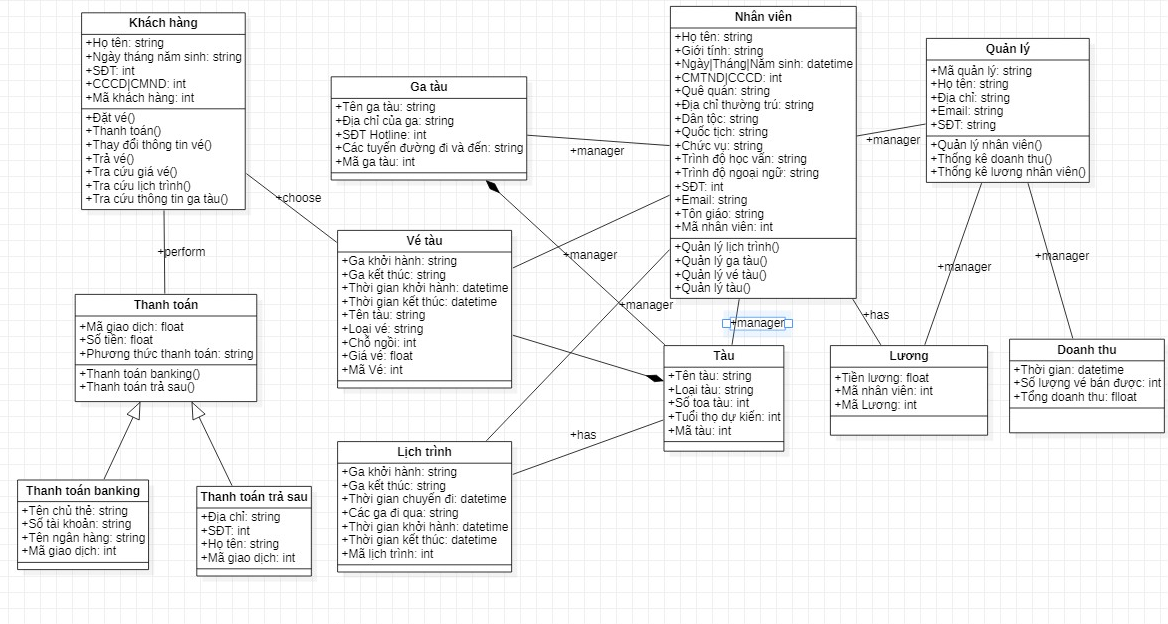 Khách hàng
+Họ tên: string
+Ngày tháng năm sinh: string
+SĐT: int
+CCCD|CMND: int
+Mã khách hàng: int
+Đặt vé()
+Thanh toán()
+Thay đổi thông tin vé()
+Trả vé()
+Tra cứu giá vé()
+Tra cứu lịch trình()
+Tra cứu thông tin ga tàu()
+choose
+perform
Thanh toán
+Mã giao dịch: float
+Số tiền: float
+Phương thức thanh toán: string
+Thanh toán banking()
+Thanh toán trả sau()
Thanh toán banking
+Tên chủ thẻ: string
+Số tài khoản: string
+Tên ngân hàng: string
+Mã giao dịch: int
Thanh toán trả sau
+Địa chỉ: string
+SĐT: int
+Họ tên: string
+Mã giao dịch: int
Ga tàu
+Tên ga tàu: string
+Địa chỉ của ga: string
+SĐT Hotline: int
+Các tuyến đường đi và đến: string
+Mã ga tàu: int
+manager
+manager
+manager
Vé tàu
+Ga khởi hành: string
+Ga kết thúc: string
+Thời gian khởi hành: datetime
+Thời gian kết thúc: datetime
+Tên tàu: string
+Loại vé: string
+Chỗ ngồi: int
+Giá vé: float
+Mã Vé: int
Lịch trình
+Ga khởi hành: string
+Ga kết thúc: string
+Thời gian chuyến đi: datetime
+Các ga đi qua: string
+Thời gian khởi hành: datetime
+Thời gian kết thúc: datetime
+Mã lịch trình: int
+has
Nhân viên
+Họ tên: string
+Giới tính: string
+Ngày|Tháng|Năm sinh: datetime
+CMTND|CCCD: int
+Quê quán: string
+Địa chỉ thường trú: string
+Dân tộc: string
+Quốc tịch: string
+Chức vụ: string
+Trình độ học vấn: string
+Trình độ ngoại ngữ: string
+SĐT: int
+Email: string
+Tôn giáo: string
+Mã nhân viên: int
+Quản lý lịch trình()
+Quản lý ga tàu()
+Quản lý vé tàu()
+Quản lý tàu()
+manager
+has
Tàu
+Tên tàu: string
+Loại tàu: string
+Số toa tàu: int
+Tuổi thọ dự kiến: int
+Mã tàu: int
+manager
Quản lý
+Mã quản lý: string
+Họ tên: string
+Địa chỉ: string
+Email: string
+SĐT: string
+Quản lý nhân viên()
+Thống kê doanh thu()
+Thống kê lương nhân viên()
+manager
+manager
Lương
+Tiền lương: float
+Mã nhân viên: int
+Mã Lương: int
Doanh thu
+Thời gian: datetime
+Số lượng vé bán được: int
+Tổng doanh thu: flloat